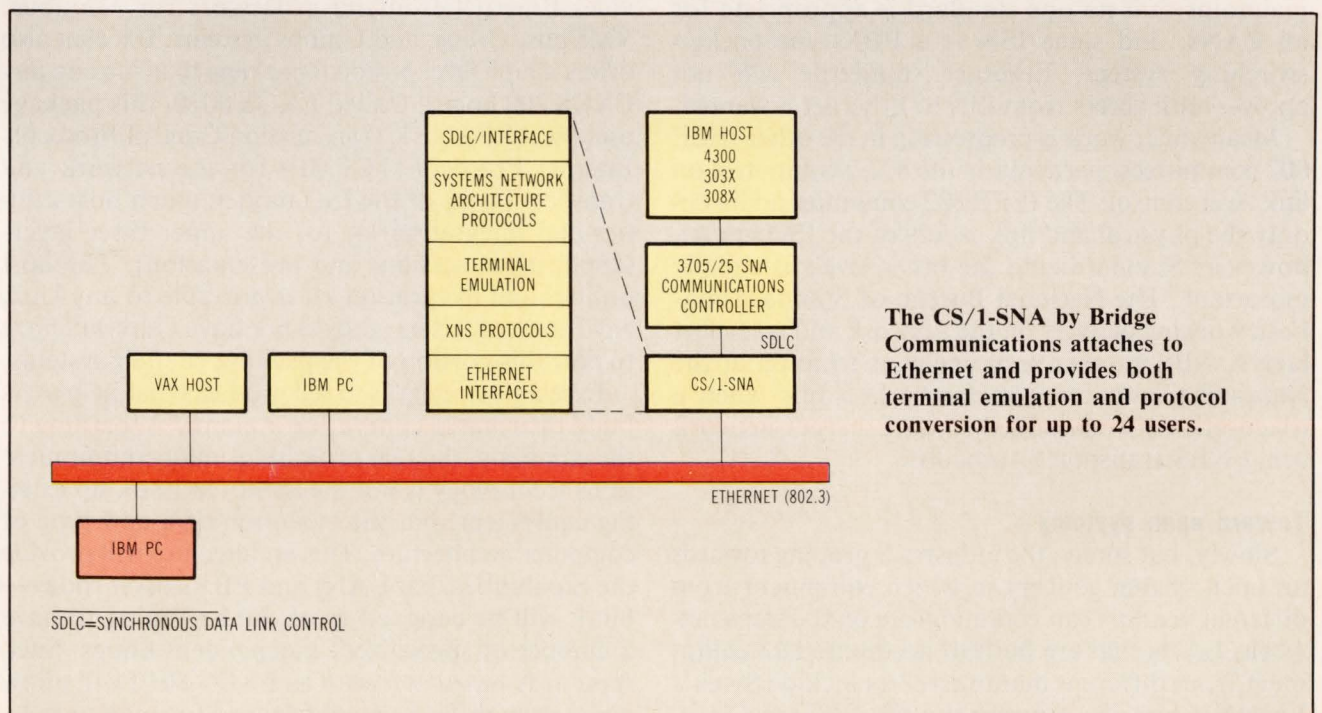 SDLC/INTERFACE
SYSTEMS NETWORK
ARCHITECTURE
PROTOCOLS
TERMINAL
EMULATION
XNS PROTOCOLS
ETHERNET
INTERFACES
IBM HOST
4300
303X
308X
3705/25 SNA
COMMUNICATIONS
CONTROLLER
SDLC
CS/1-SNA
VAX HOST
IBM PC
ETHERNET (802.3)
IBM PC
SDLC=SYNCHRONOUS DATA LINK CONTROL
The CS/1-SNA by Bridge
Communications attaches to
Ethernet and provides both
terminal emulation and protocol
conversion for up to 24 users.